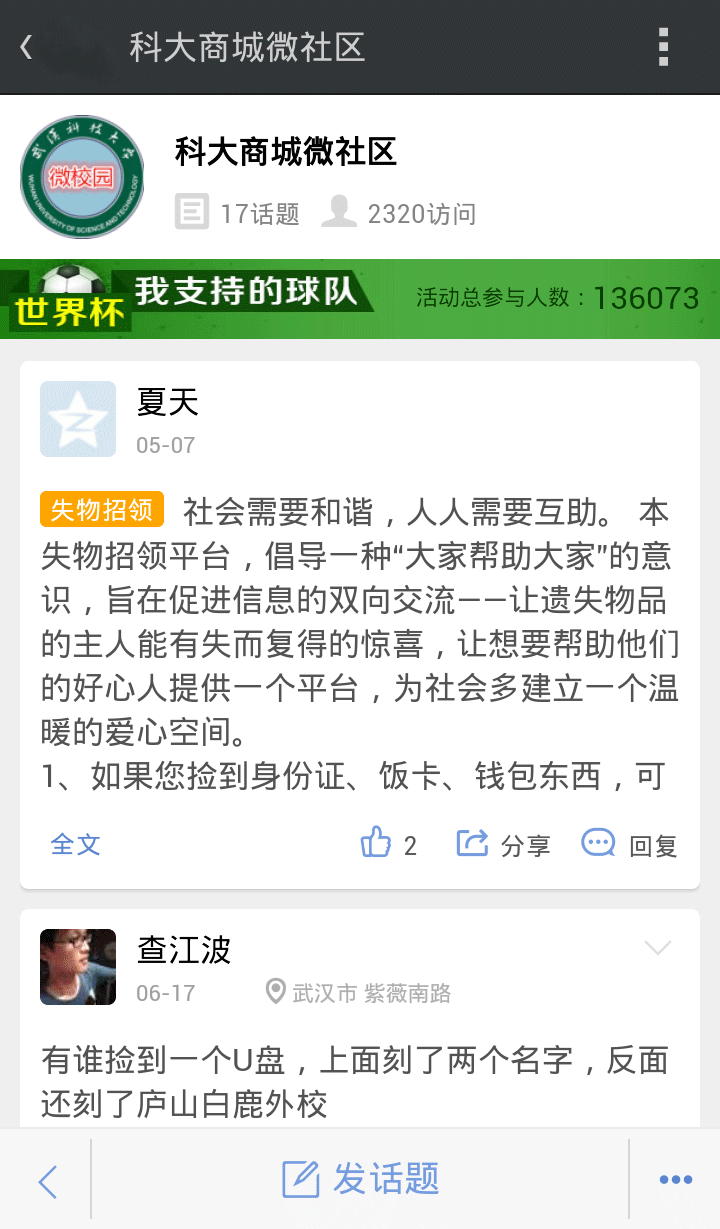 科大商城微社区
武汉科技大学
微校园
WUHAN UNIVERSITY OF SCIENCE AND TECHNOLOGY
科大商城微社区
17话题 2320访问
世界杯 我支持的球队 活动总参与人数：136073
夏天
05-07
失物招领 社会需要和谐，人人需要互助。 本
失物招领平台，倡导一种“大家帮助大家”的意
识，旨在促进信息的双向交流——让遗失物品
的主人能有失而复得的惊喜，让想要帮助他们
的好心人提供一个平台，为社会多建立一个温
暖的爱心空间。
1、如果您捡到身份证、饭卡、钱包东西，可
全文 2 分享 回复
查江波
06-17 武汉市 紫薇南路
有谁捡到一个U盘，上面刻了两个名字，反面
还刻了庐山白鹿外校
发话题